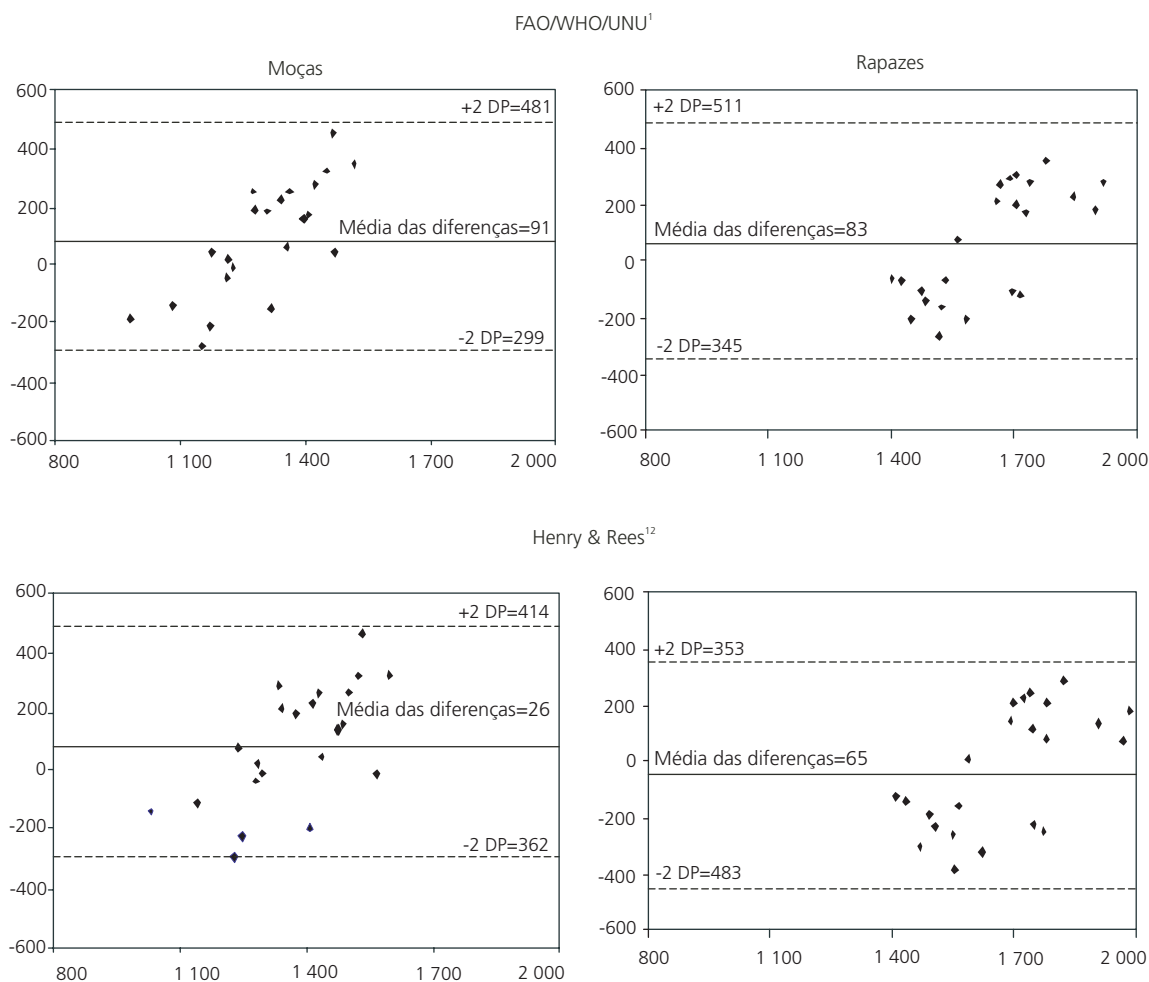 FAO/WHO/UNU1
Moças
600
400
200
0
-200
-400
-600
+2 DP=481
Média das diferenças=91
-2 DP=299
800 1 100 1 400 1 700 2 000
Rapazes
600
400
200
0
-200
-400
-600
+2 DP=511
Média das diferenças=83
-2 DP=345
800 1 100 1 400 1 700 2 000
Henry & Rees12
600
400
200
0
-200
-400
-600
+2 DP=414
Média das diferenças=26
-2 DP=362
800 1 100 1 400 1 700 2 000
600
400
200
0
-200
-400
-600
+2 DP=353
Média das diferenças=65
-2 DP=483
800 1 100 1 400 1 700 2 000